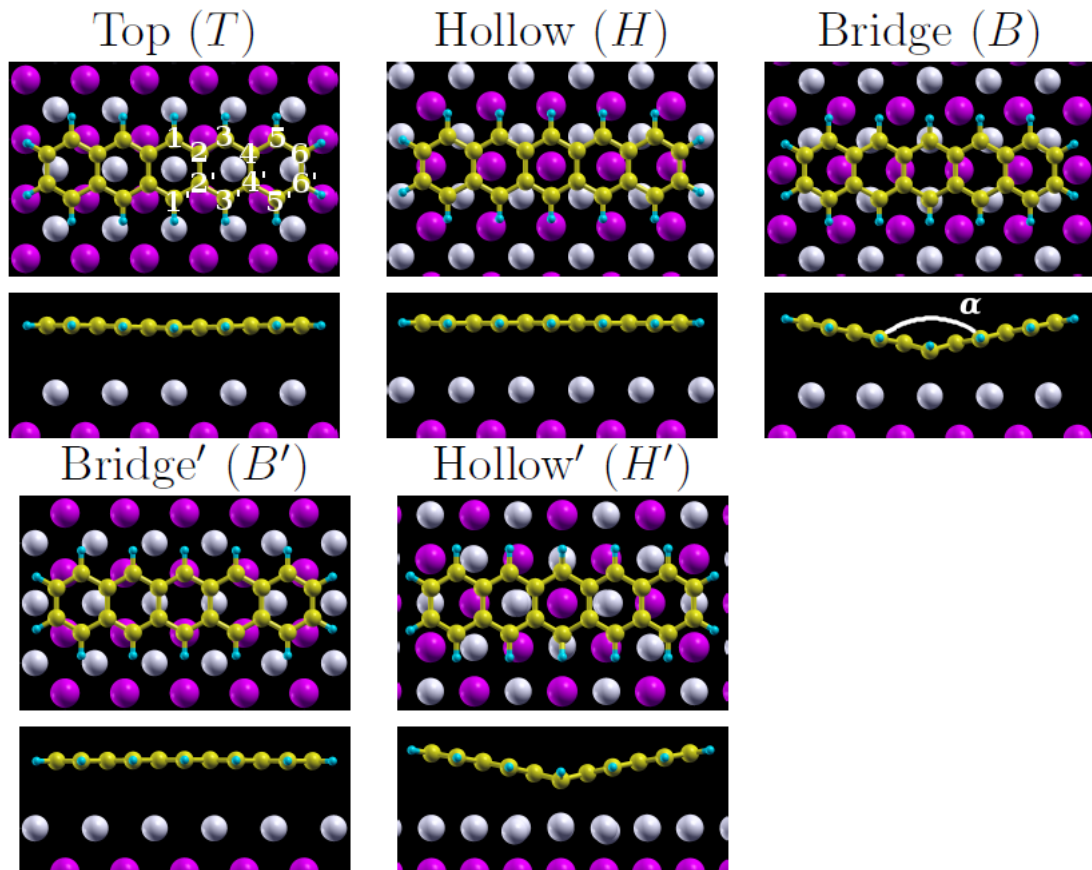 Top (T)
Hollow (H)
Bridge (B)
1 3 5
2 4 6
2' 4' 6'
1' 3' 5'
α
Bridge′ (B′)
Hollow′ (H′)